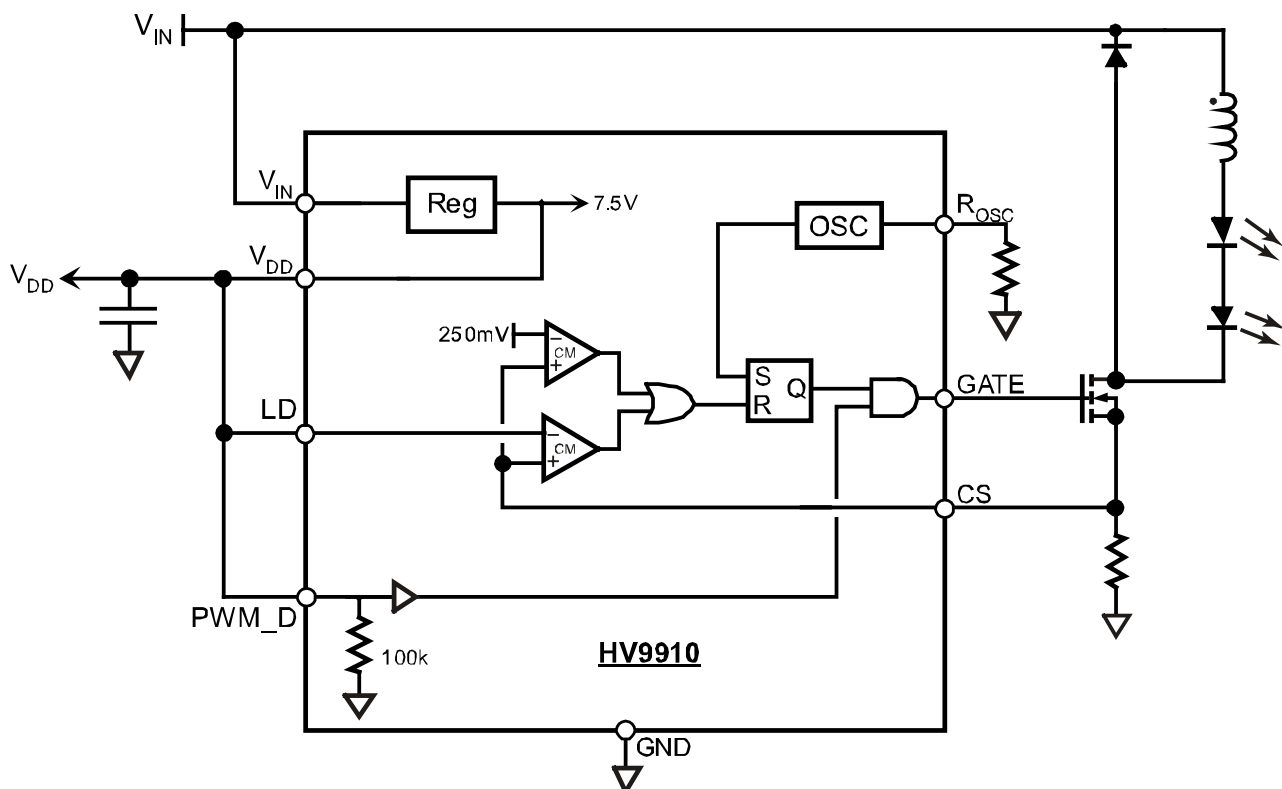 VIN
VIN
Reg
7.5V
OSC
ROSC
VDD
VDD
250mV
−
CM
+
S
Q
R
GATE
LD
−
CM
+
CS
PWM_D
100k
HV9910
GND